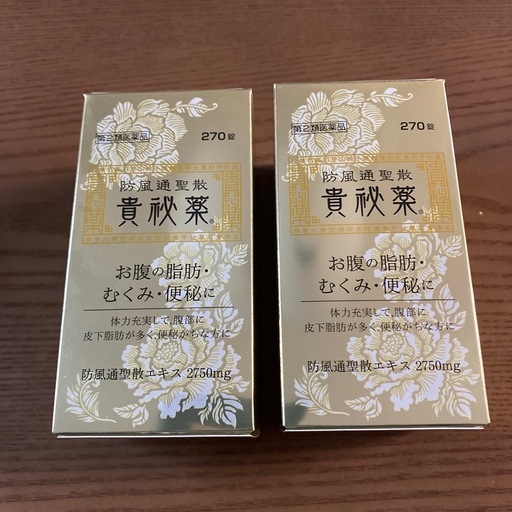 第2類医薬品
270錠
防風通聖散
貴祕薬®
お腹の脂肪・
むくみ・便秘に
体力充実して、腹部に
皮下脂肪が多く、便秘がちな方に
防風通聖散エキス 2750mg
第2類医薬品
270錠
防風通聖散
貴祕薬®
お腹の脂肪・
むくみ・便秘に
体力充実して、腹部に
皮下脂肪が多く、便秘がちな方に
防風通聖散エキス 2750mg